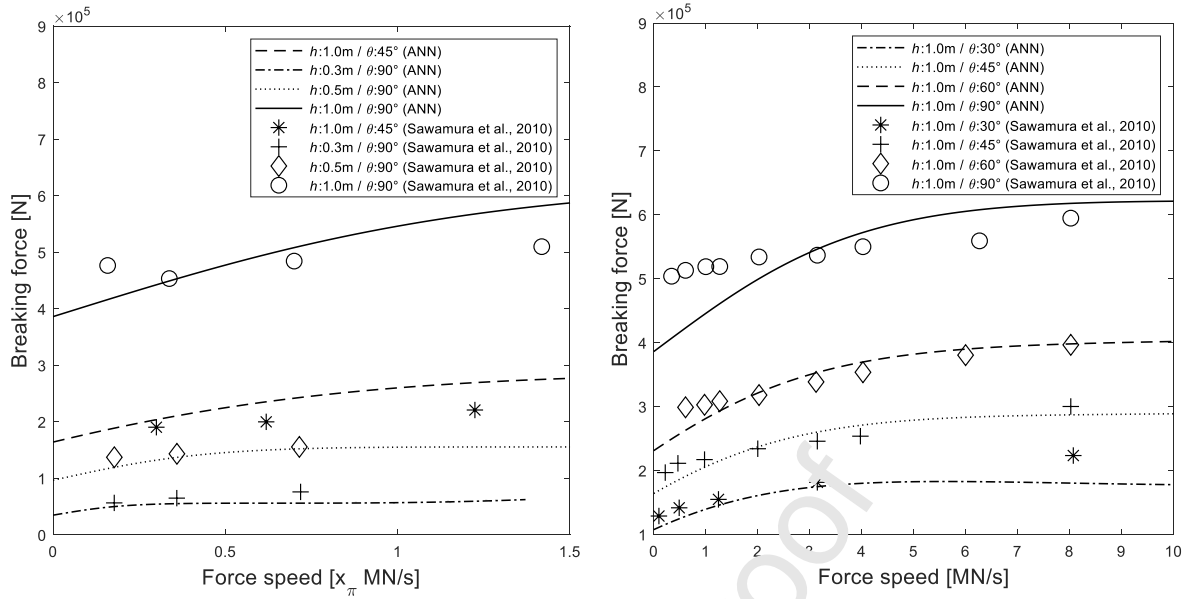 ×10⁵
9
8
7
6
5
4
3
2
1
0
0
0.5
1
1.5
Breaking force [N]
Force speed [x_π MN/s]
h:1.0m / θ:45° (ANN)
h:0.3m / θ:90° (ANN)
h:0.5m / θ:90° (ANN)
h:1.0m / θ:90° (ANN)
h:1.0m / θ:45° (Sawamura et al., 2010)
h:0.3m / θ:90° (Sawamura et al., 2010)
h:0.5m / θ:90° (Sawamura et al., 2010)
h:1.0m / θ:90° (Sawamura et al., 2010)
×10⁵
9
8
7
6
5
4
3
2
1
0
1
2
3
4
5
6
7
8
9
10
Breaking force [N]
Force speed [MN/s]
h:1.0m / θ:30° (ANN)
h:1.0m / θ:45° (ANN)
h:1.0m / θ:60° (ANN)
h:1.0m / θ:90° (ANN)
h:1.0m / θ:30° (Sawamura et al., 2010)
h:1.0m / θ:45° (Sawamura et al., 2010)
h:1.0m / θ:60° (Sawamura et al., 2010)
h:1.0m / θ:90° (Sawamura et al., 2010)
oof